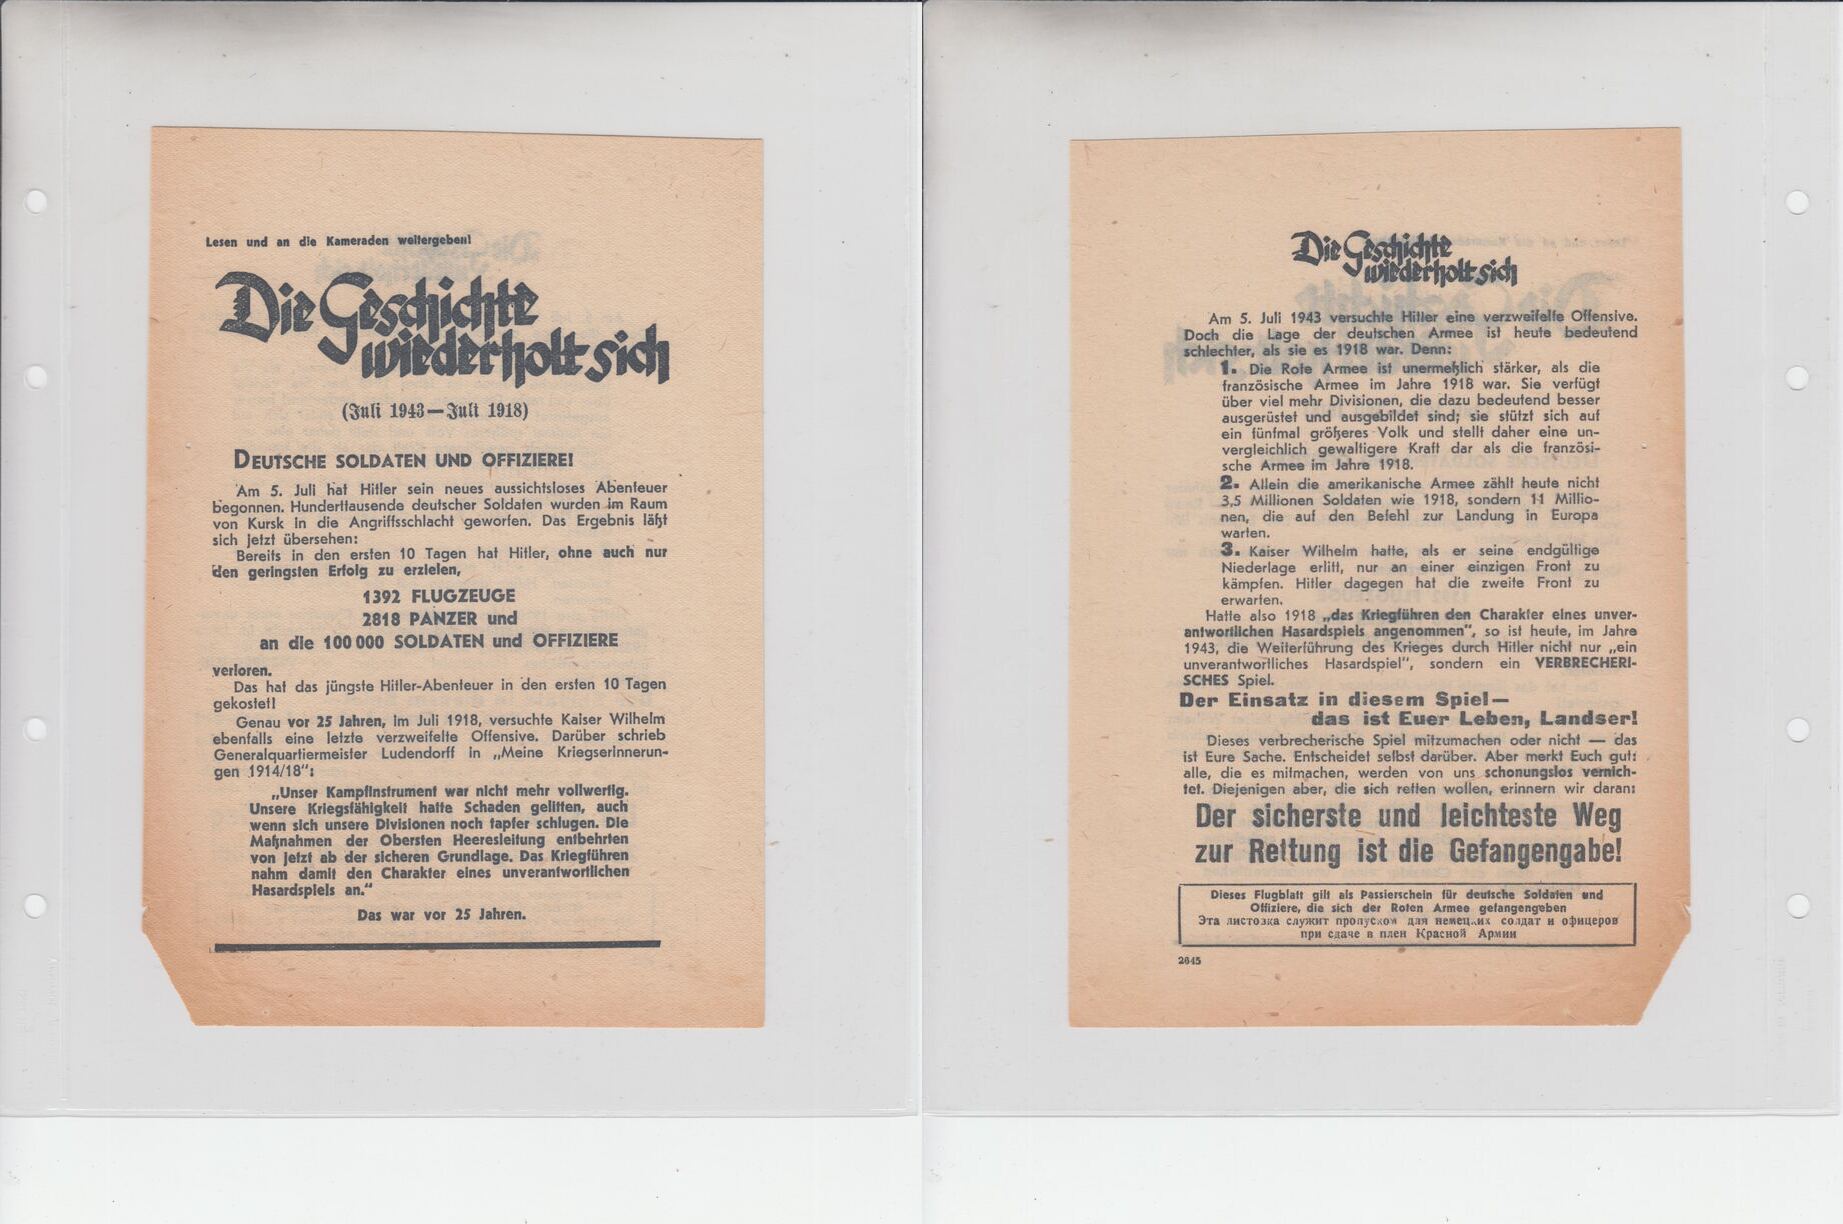 Lesen und an die Kameraden weitergeben!
Die Geschichte
wiederholt sich
(Juli 1943—Juli 1918)
DEUTSCHE SOLDATEN UND OFFIZIERE!
Am 5. Juli hat Hitler sein neues aussichtsloses Abenteuer
begonnen. Hunderttausende deutscher Soldaten wurden im Raum
von Kursk in die Angriffsschlacht geworfen. Das Ergebnis läßt
sich jetzt übersehen:
Bereits in den ersten 10 Tagen hat Hitler, ohne auch nur
den geringsten Erfolg zu erzielen,
1392 FLUGZEUGE
2818 PANZER und
an die 100 000 SOLDATEN und OFFIZIERE
verloren.
Das hat das jüngste Hitler-Abenteuer in den ersten 10 Tagen
gekostet!
Genau vor 25 Jahren, im Juli 1918, versuchte Kaiser Wilhelm
ebenfalls eine letzte verzweifelte Offensive. Darüber schrieb
Generalquartiermeister Ludendorff in „Meine Kriegserinnerun-
gen 1914/18":
„Unser Kampfinstrument war nicht mehr vollwertig.
Unsere Kriegsfähigkeit hatte Schaden gelitten, auch
wenn sich unsere Divisionen noch tapfer schlugen. Die
Maßnahmen der Obersten Heeresleitung entbehrten
von jetzt ab der sicheren Grundlage. Das Kriegführen
nahm damit den Charakter eines unverantwortlichen
Hasardspiels an."
Das war vor 25 Jahren.
Die Geschichte
wiederholt sich
Am 5. Juli 1943 versuchte Hitler eine verzweifelte Offensive.
Doch die Lage der deutschen Armee ist heute bedeutend
schlechter, als sie es 1918 war. Denn:
1. Die Rote Armee ist unermeßlich stärker, als die
französische Armee im Jahre 1918 war. Sie verfügt
über viel mehr Divisionen, die dazu bedeutend besser
ausgerüstet und ausgebildet sind; sie stützt sich auf
ein fünfmal größeres Volk und stellt daher eine un-
vergleichlich gewaltigere Kraft dar als die französi-
sche Armee im Jahre 1918.
2. Allein die amerikanische Armee zählt heute nicht
3,5 Millionen Soldaten wie 1918, sondern 11 Millio-
nen, die auf den Befehl zur Landung in Europa
warten.
3. Kaiser Wilhelm hatte, als er seine endgültige
Niederlage erlitt, nur an einer einzigen Front zu
kämpfen. Hitler dagegen hat die zweite Front zu
erwarten.
Hatte also 1918 „das Kriegführen den Charakter eines unver-
antwortlichen Hasardspiels angenommen", so ist heute, im Jahre
1943, die Weiterführung des Krieges durch Hitler nicht nur „ein
unverantwortliches Hasardspiel", sondern ein VERBRECHERI-
SCHES Spiel.
Der Einsatz in diesem Spiel—
das ist Euer Leben, Landser!
Dieses verbrecherische Spiel mitzumachen oder nicht — das
ist Eure Sache. Entscheidet selbst darüber. Aber merkt Euch gut:
alle, die es mitmachen, werden von uns schonungslos vernich-
tet. Diejenigen aber, die sich retten wollen, erinnern wir daran:
Der sicherste und leichteste Weg
zur Rettung ist die Gefangengabe!
Dieses Flugblatt gilt als Passierschein für deutsche Soldaten und
Offiziere, die sich der Roten Armee gefangengeben
Эта листовка служит пропуском для немецких солдат и офицеров
при сдаче в плен Красной Армии
2645